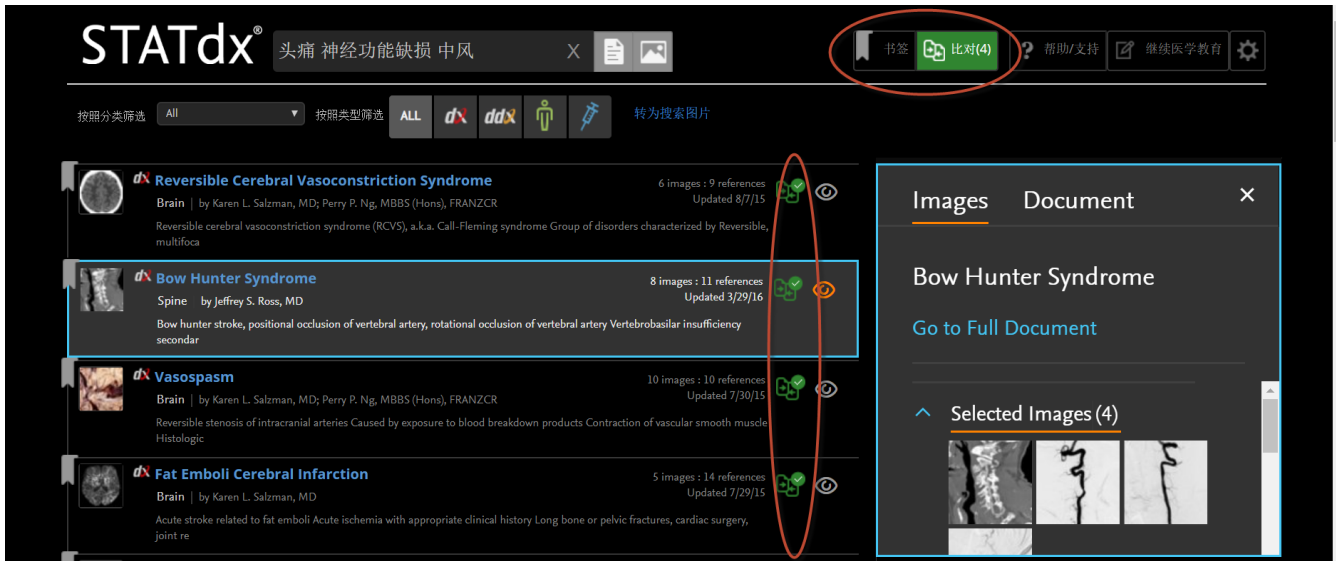 STATdx®
头痛 神经功能缺损 中风
X
书签
比对(4)
? 帮助/支持
继续医学教育
按照分类筛选
All
按照类型筛选
ALL
dx
ddx
转为搜索图片
dx Reversible Cerebral Vasoconstriction Syndrome
6 images : 9 references
Brain | by Karen L. Salzman, MD; Perry P. Ng, MBBS (Hons), FRANZCR
Updated 8/7/15
Reversible cerebral vasoconstriction syndrome (RCVS), a.k.a. Call-Fleming syndrome Group of disorders characterized by Reversible,
multifoca
dx Bow Hunter Syndrome
8 images : 11 references
Spine by Jeffrey S. Ross, MD
Updated 3/29/16
Bow hunter stroke, positional occlusion of vertebral artery, rotational occlusion of vertebral artery Vertebrobasilar insufficiency
secondar
dx Vasospasm
10 images : 10 references
Brain | by Karen L. Salzman, MD; Perry P. Ng, MBBS (Hons), FRANZCR
Updated 7/30/15
Reversible stenosis of intracranial arteries Caused by exposure to blood breakdown products Contraction of vascular smooth muscle
Histologic
dx Fat Emboli Cerebral Infarction
5 images : 14 references
Brain | by Karen L. Salzman, MD
Updated 7/29/15
Acute stroke related to fat emboli Acute ischemia with appropriate clinical history Long bone or pelvic fractures, cardiac surgery,
joint re
Images
Document
×
Bow Hunter Syndrome
Go to Full Document
Selected Images (4)